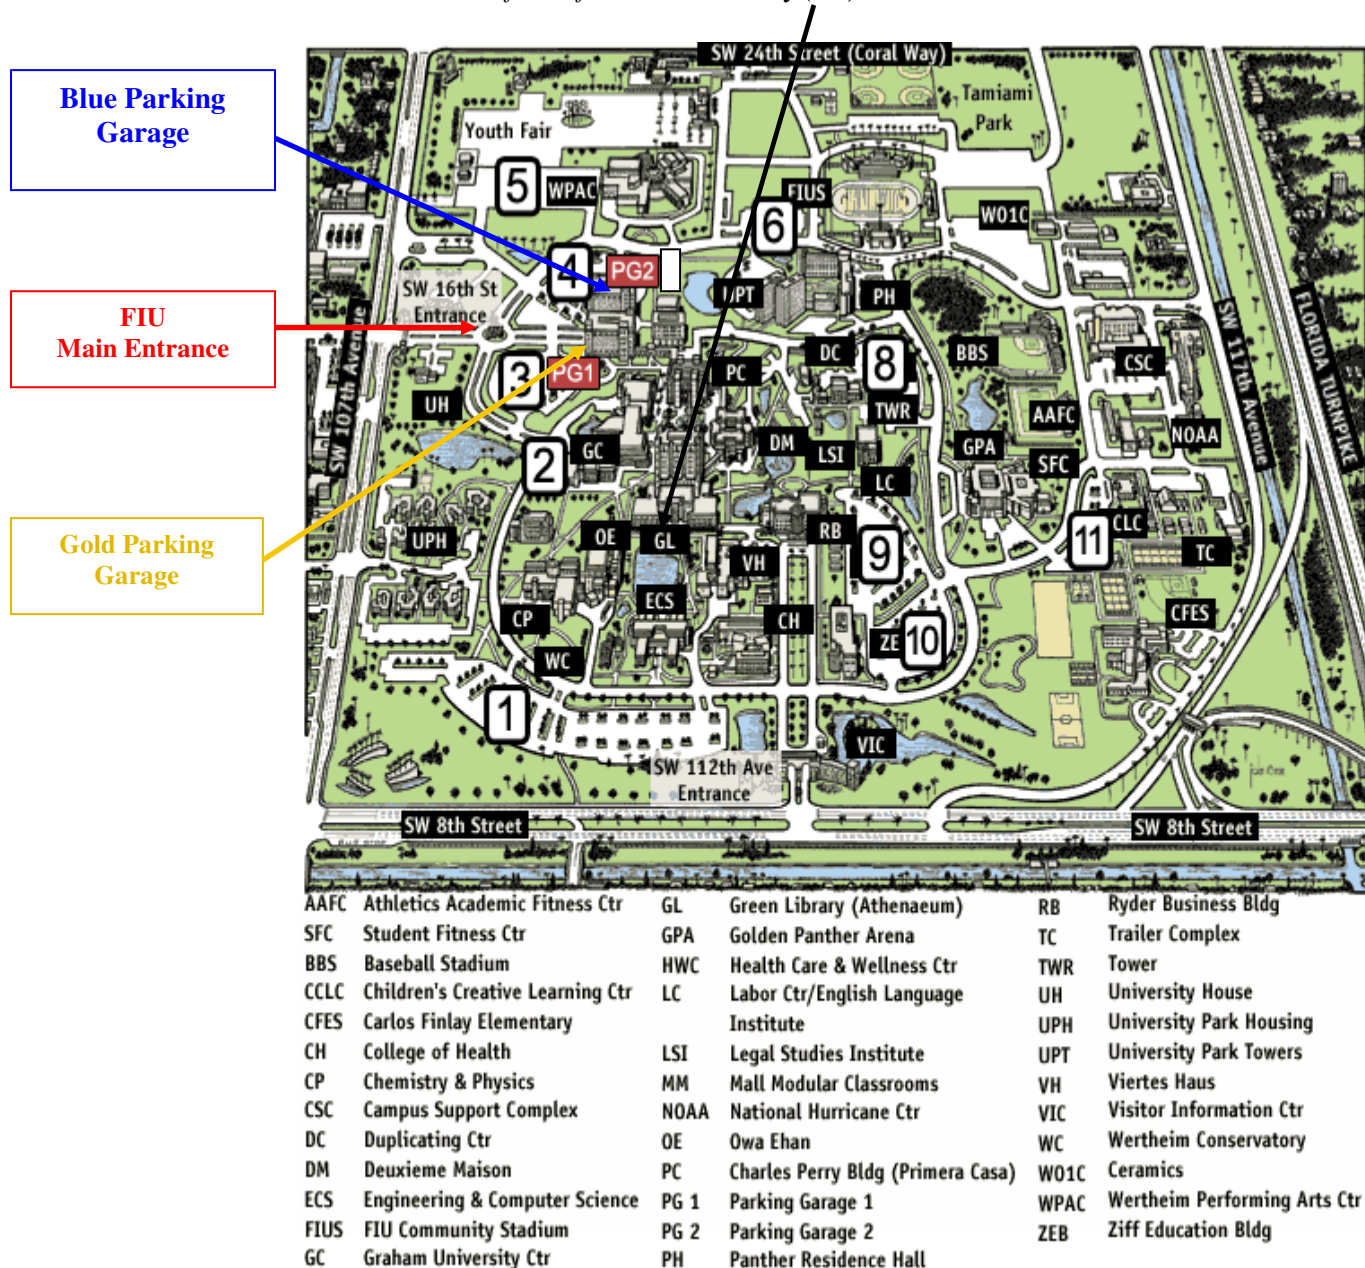 SW 24th Street (Coral Way)
Blue Parking
Garage
Tamiami
Park
Youth Fair
5
WPAC
FIUS
6
WO1C
4
PG2
SW 16th St
Entrance
UPT
PH
FIU
Main Entrance
SW 107th Avenue
SW 117th Avenue
FLORIDA TURNPIKE
3
PG1
PC
DC
8
BBS
CSC
UH
TWR
AAFC
NOAA
2
GC
DM
LSI
GPA
SFC
LC
Gold Parking
Garage
UPH
OE
GL
VH
RB
9
11
CLC
TC
CP
ECS
CH
ZE
10
CFES
WC
1
VIC
SW 112th Ave
Entrance
SW 8th Street
SW 8th Street
AAFC Athletics Academic Fitness Ctr
SFC Student Fitness Ctr
BBS Baseball Stadium
CCLC Children's Creative Learning Ctr
CFES Carlos Finlay Elementary
CH College of Health
CP Chemistry & Physics
CSC Campus Support Complex
DC Duplicating Ctr
DM Deuxieme Maison
ECS Engineering & Computer Science
FIUS FIU Community Stadium
GC Graham University Ctr
GL Green Library (Athenaeum)
GPA Golden Panther Arena
HWC Health Care & Wellness Ctr
LC Labor Ctr/English Language
Institute
LSI Legal Studies Institute
MM Mall Modular Classrooms
NOAA National Hurricane Ctr
OE Owa Ehan
PC Charles Perry Bldg (Primera Casa)
PG 1 Parking Garage 1
PG 2 Parking Garage 2
PH Panther Residence Hall
RB Ryder Business Bldg
TC Trailer Complex
TWR Tower
UH University House
UPH University Park Housing
UPT University Park Towers
VH Viertes Haus
VIC Visitor Information Ctr
WC Wertheim Conservatory
WO1C Ceramics
WPAC Wertheim Performing Arts Ctr
ZEB Ziff Education Bldg